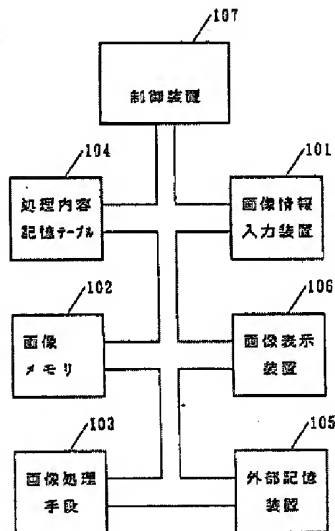 107
制御装置
104
処理内容
記憶テーブル
101
画像情報
入力装置
102
画像
メモリ
106
画像表示
装置
103
画像処理
手段
105
外部記憶
装置